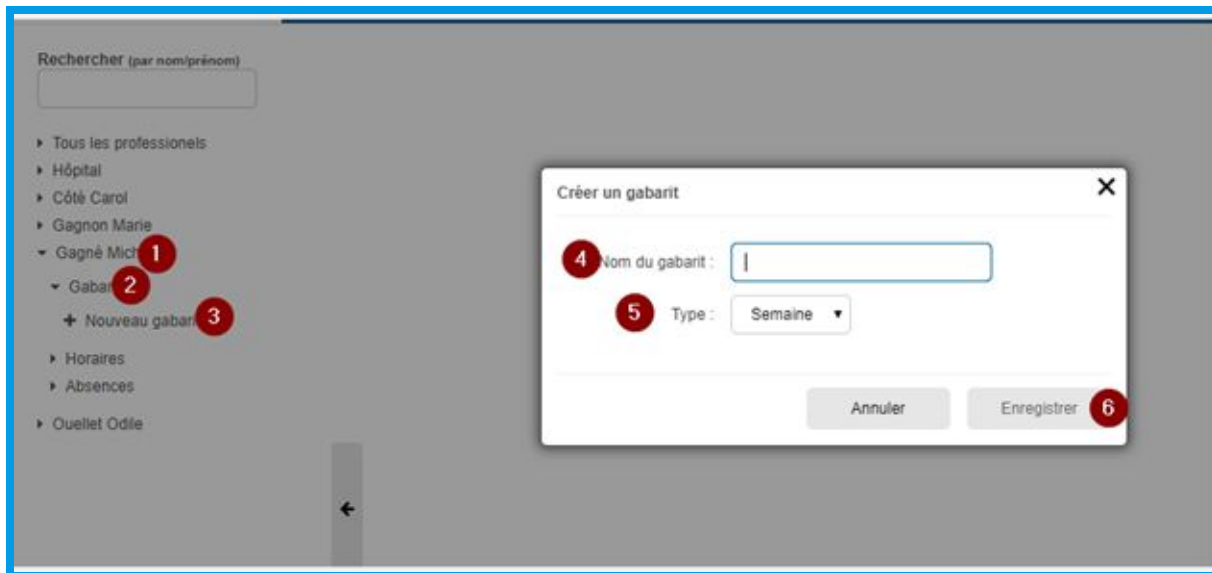 Rechercher (par nom/prénom)
Tous les professionels
Hôpital
Côté Carol
Gagnon Marie
Gagné Mich 1
Gabar 2
+ Nouveau gabari 3
Horaires
Absences
Ouellet Odile
Créer un gabarit
4 Nom du gabarit :
5 Type : Semaine
Annuler Enregistrer 6